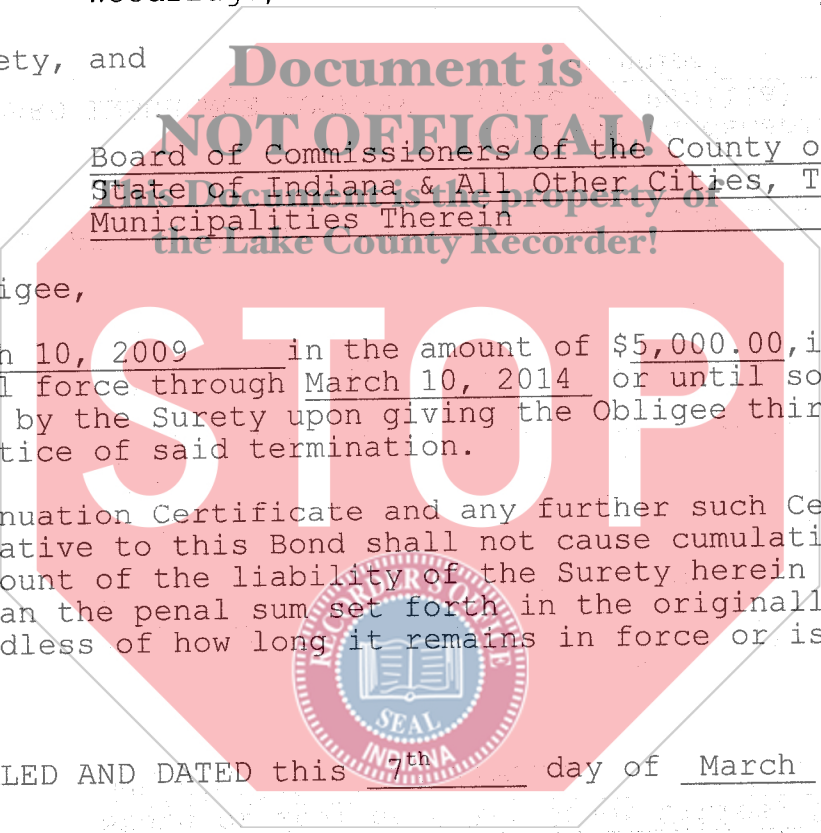 ety, and
Document is
NOT OFFICIAL!
Board of Commissioners of the County o
State of Indiana & All Other Cities, T
This Document is the property of
Municipalities Therein
the Lake County Recorder!
igee,
h 10, 2009 in the amount of $5,000.00,i
l force through March 10, 2014 or until so
by the Surety upon giving the Obligee thir
tice of said termination.
STOP
nuation Certificate and any further such Ce
ative to this Bond shall not cause cumulati
ount of the liability of the Surety herein
an the penal sum set forth in the originall
dless of how long it remains in force or is
RECORDER'S OFFICE
SEAL
INDIANA
LED AND DATED this 7th day of March